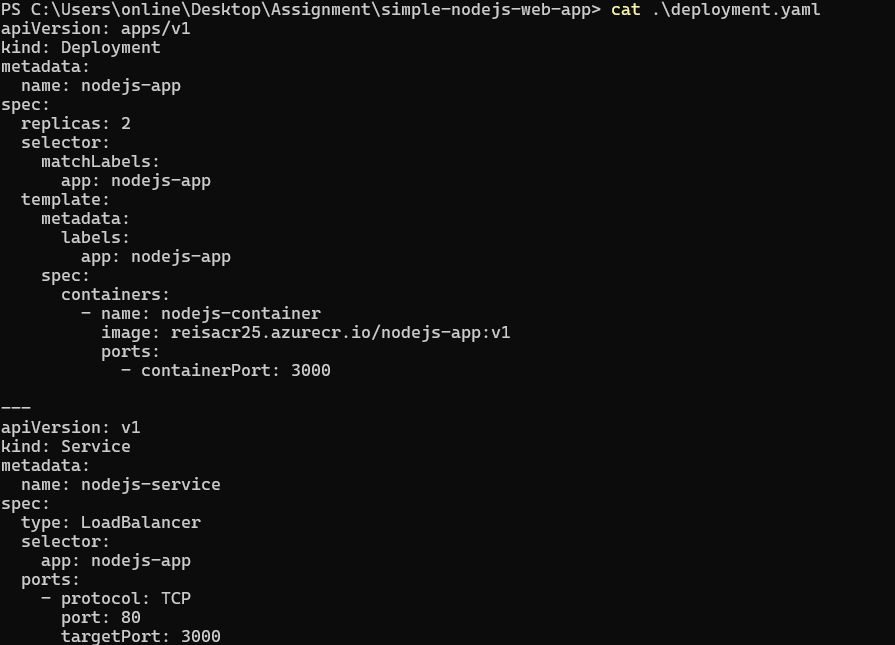 PS C:\Users\online\Desktop\Assignment\simple-nodejs-web-app> cat .\deployment.yaml
apiVersion: apps/v1
kind: Deployment
metadata:
  name: nodejs-app
spec:
  replicas: 2
  selector:
    matchLabels:
      app: nodejs-app
  template:
    metadata:
      labels:
        app: nodejs-app
    spec:
      containers:
        - name: nodejs-container
          image: reisacr25.azurecr.io/nodejs-app:v1
          ports:
            - containerPort: 3000

---
apiVersion: v1
kind: Service
metadata:
  name: nodejs-service
spec:
  type: LoadBalancer
  selector:
    app: nodejs-app
  ports:
    - protocol: TCP
      port: 80
      targetPort: 3000